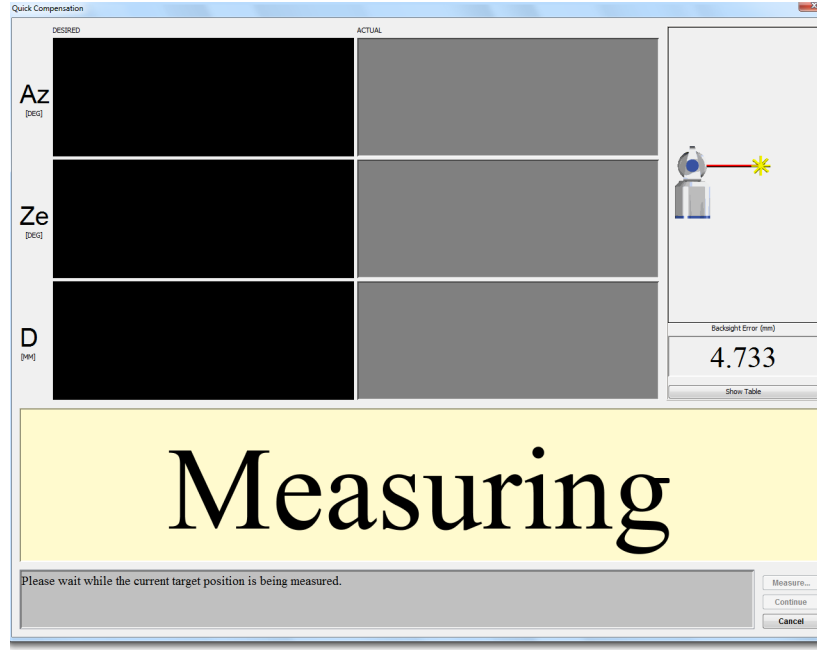 Quick Compensation
DESIRED
ACTUAL
Az
[DEG]
Ze
[DEG]
D
[MM]
Backsight Error (mm)
4.733
Show Table
Measuring
Please wait while the current target position is being measured.
Measure...
Continue
Cancel